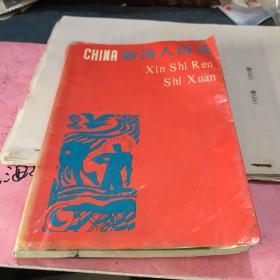 CHINA 新诗人诗选
Xin Shi Ren
Shi Xuan